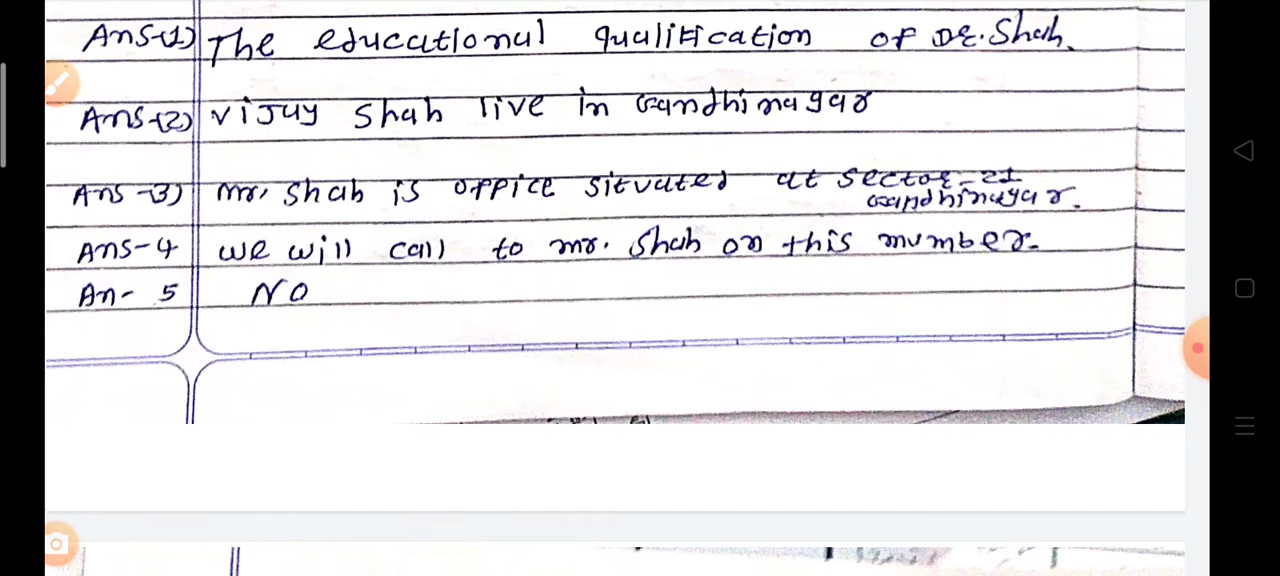 Ans-(1) The educational qualification of Dr. Shah.
Ans-(2) Vijay Shah live in Gandhinagar
Ans-(3) Mr. Shah is office situated at Sector-21
Gandhinagar.
Ans-4 We will call to Mr. Shah on this number.
An- 5 NO